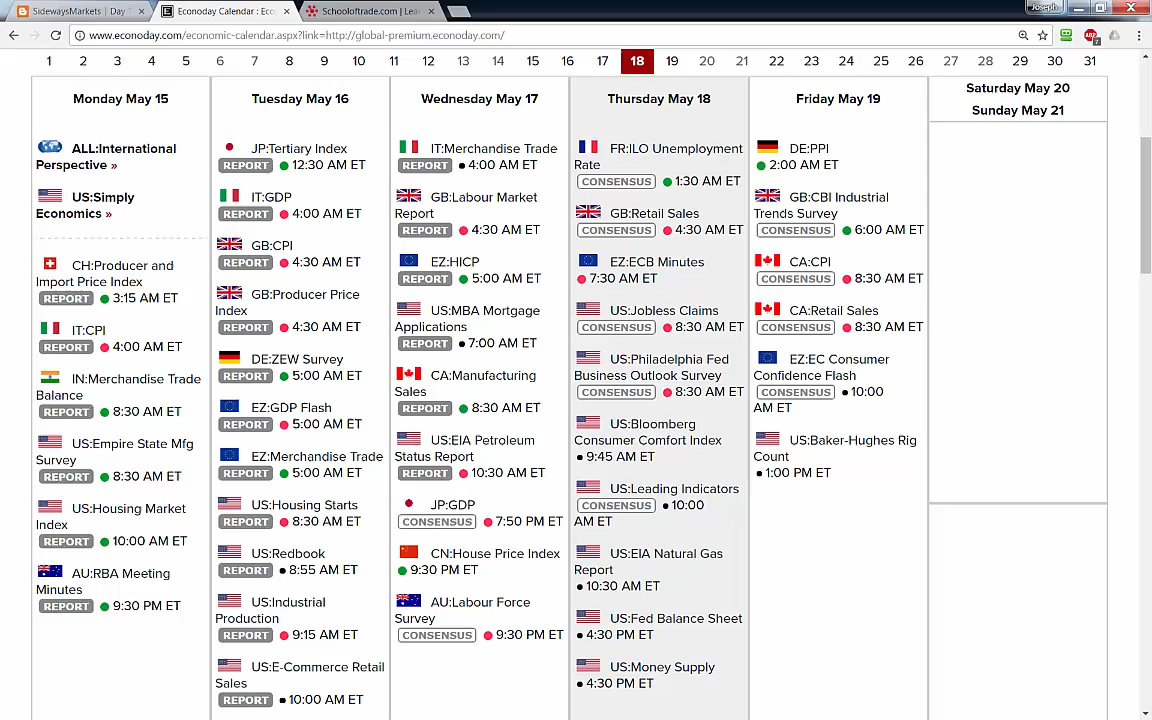 SidewaysMarkets | Day T
Econoday Calendar : Eco
Schooloftrade.com | Lea
Joseph
www.econoday.com/economic-calendar.aspx?link=http://global-premium.econoday.com/
7
1 2 3 4 5 6 7 8 9 10 11 12 13 14 15 16 17 18 19 20 21 22 23 24 25 26 27 28 29 30 31
Monday May 15
ALL:International
Perspective »
US:Simply
Economics »
CH:Producer and
Import Price Index
REPORT 3:15 AM ET
IT:CPI
REPORT 4:00 AM ET
IN:Merchandise Trade
Balance
REPORT 8:30 AM ET
US:Empire State Mfg
Survey
REPORT 8:30 AM ET
US:Housing Market
Index
REPORT 10:00 AM ET
AU:RBA Meeting
Minutes
REPORT 9:30 PM ET
Tuesday May 16
JP:Tertiary Index
REPORT 12:30 AM ET
IT:GDP
REPORT 4:00 AM ET
GB:CPI
REPORT 4:30 AM ET
GB:Producer Price
Index
REPORT 4:30 AM ET
DE:ZEW Survey
REPORT 5:00 AM ET
EZ:GDP Flash
REPORT 5:00 AM ET
EZ:Merchandise Trade
REPORT 5:00 AM ET
US:Housing Starts
REPORT 8:30 AM ET
US:Redbook
REPORT 8:55 AM ET
US:Industrial
Production
REPORT 9:15 AM ET
US:E-Commerce Retail
Sales
REPORT 10:00 AM ET
Wednesday May 17
IT:Merchandise Trade
REPORT 4:00 AM ET
GB:Labour Market
Report
REPORT 4:30 AM ET
EZ:HICP
REPORT 5:00 AM ET
US:MBA Mortgage
Applications
REPORT 7:00 AM ET
CA:Manufacturing
Sales
REPORT 8:30 AM ET
US:EIA Petroleum
Status Report
REPORT 10:30 AM ET
JP:GDP
CONSENSUS 7:50 PM ET
CN:House Price Index
9:30 PM ET
AU:Labour Force
Survey
CONSENSUS 9:30 PM ET
Thursday May 18
FR:ILO Unemployment
Rate
CONSENSUS 1:30 AM ET
GB:Retail Sales
CONSENSUS 4:30 AM ET
EZ:ECB Minutes
7:30 AM ET
US:Jobless Claims
CONSENSUS 8:30 AM ET
US:Philadelphia Fed
Business Outlook Survey
CONSENSUS 8:30 AM ET
US:Bloomberg
Consumer Comfort Index
9:45 AM ET
US:Leading Indicators
CONSENSUS 10:00
AM ET
US:EIA Natural Gas
Report
10:30 AM ET
US:Fed Balance Sheet
4:30 PM ET
US:Money Supply
4:30 PM ET
Friday May 19
DE:PPI
2:00 AM ET
GB:CBI Industrial
Trends Survey
CONSENSUS 6:00 AM ET
CA:CPI
CONSENSUS 8:30 AM ET
CA:Retail Sales
CONSENSUS 8:30 AM ET
EZ:EC Consumer
Confidence Flash
CONSENSUS 10:00
AM ET
US:Baker-Hughes Rig
Count
1:00 PM ET
Saturday May 20
Sunday May 21